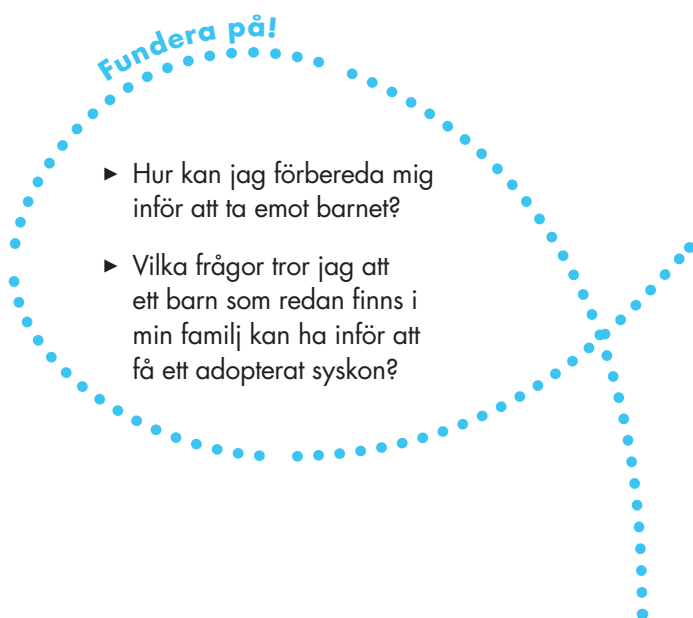 Fundera på!
► Hur kan jag förbereda mig
inför att ta emot barnet?
► Vilka frågor tror jag att
ett barn som redan finns i
min familj kan ha inför att
få ett adopterat syskon?